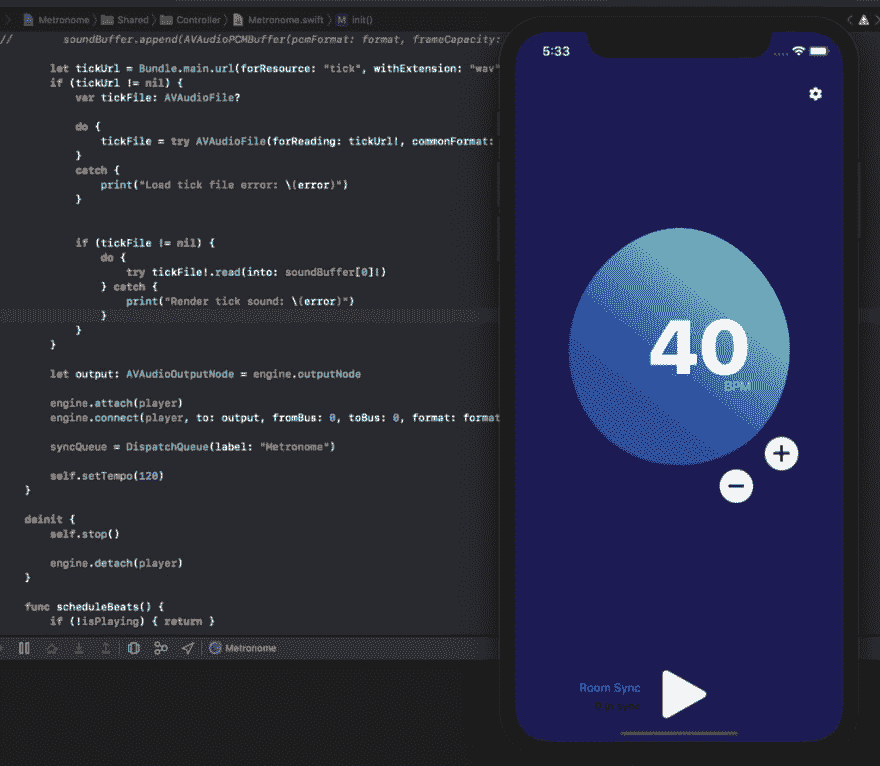 Metronome 〉 Shared 〉 Controller 〉 Metronome.swift 〉 M init()
//        soundBuffer.append(AVAudioPCMBuffer(pcmFormat: format, frameCapacity:
let tickUrl = Bundle.main.url(forResource: "tick", withExtension: "wav"
if (tickUrl != nil) {
var tickFile: AVAudioFile?
do {
tickFile = try AVAudioFile(forReading: tickUrl!, commonFormat:
}
catch {
print("Load tick file error: \(error)")
}
if (tickFile != nil) {
do {
try tickFile!.read(into: soundBuffer[0]!)
} catch {
print("Render tick sound: \(error)")
}
}
}
let output: AVAudioOutputNode = engine.outputNode
engine.attach(player)
engine.connect(player, to: output, fromBus: 0, toBus: 0, format: format
syncQueue = DispatchQueue(label: "Metronome")
self.setTempo(120)
}
deinit {
self.stop()
engine.detach(player)
}
func scheduleBeats() {
if (!isPlaying) { return }
Metronome
5:33
40
BPM
+
−
Room Sync
in sync